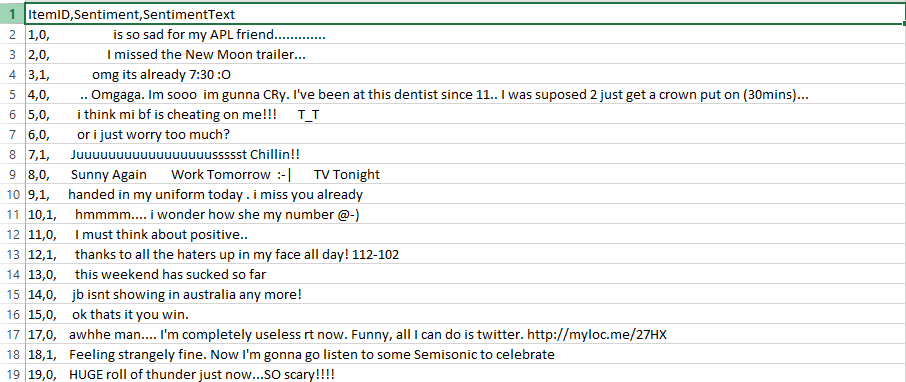 1 ItemID,Sentiment,SentimentText
2 1,0, is so sad for my APL friend.............
3 2,0, I missed the New Moon trailer...
4 3,1, omg its already 7:30 :O
5 4,0, .. Omgaga. Im sooo im gunna CRy. I've been at this dentist since 11.. I was suposed 2 just get a crown put on (30mins)...
6 5,0, i think mi bf is cheating on me!!! T_T
7 6,0, or i just worry too much?
8 7,1, Juuuuuuuuuuuuuuuuussssst Chillin!!
9 8,0, Sunny Again Work Tomorrow :-| TV Tonight
10 9,1, handed in my uniform today . i miss you already
11 10,1, hmmmm.... i wonder how she my number @-)
12 11,0, I must think about positive..
13 12,1, thanks to all the haters up in my face all day! 112-102
14 13,0, this weekend has sucked so far
15 14,0, jb isnt showing in australia any more!
16 15,0, ok thats it you win.
17 17,0, awhhe man.... I'm completely useless rt now. Funny, all I can do is twitter. http://myloc.me/27HX
18 18,1, Feeling strangely fine. Now I'm gonna go listen to some Semisonic to celebrate
19 19,0, HUGE roll of thunder just now...SO scary!!!!